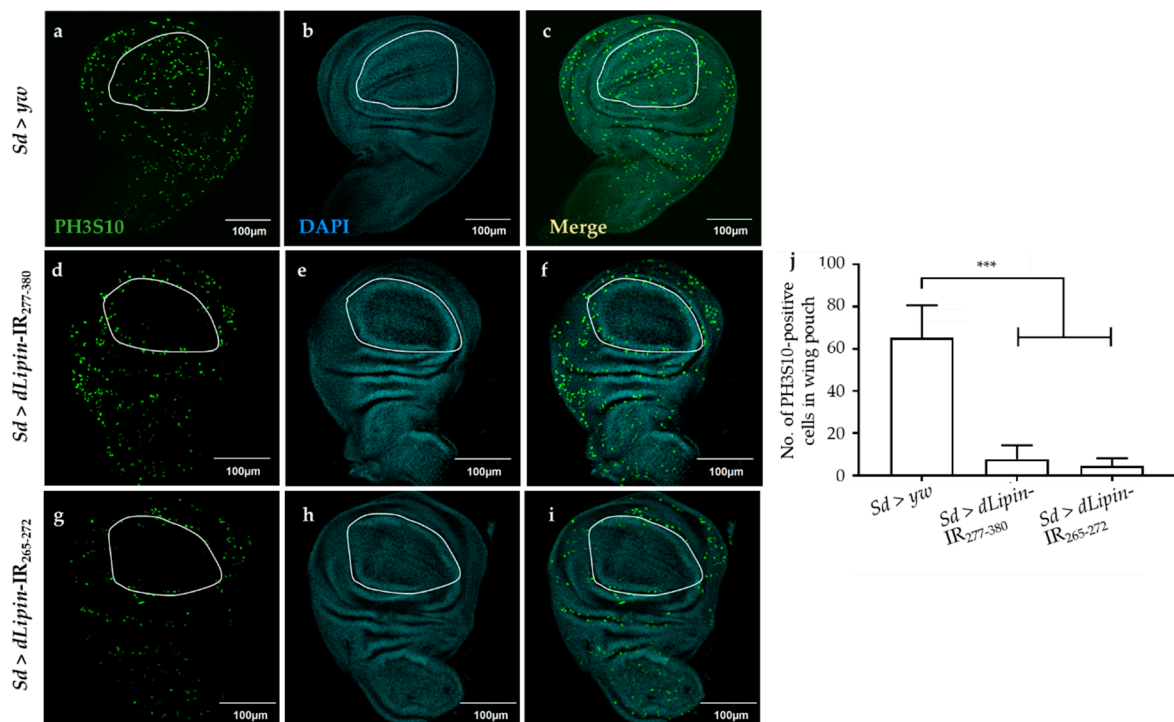 Sd > yw
a
b
c
PH3S10
100µm
DAPI
100µm
Merge
100µm
Sd > dLipin-IR277-380
d
e
f
100µm
100µm
100µm
Sd > dLipin-IR265-272
g
h
i
100µm
100µm
100µm
j
No. of PH3S10-positive
cells in wing pouch
100
80
60
40
20
0
***
Sd > yw
Sd > dLipin-
IR277-380
Sd > dLipin-
IR265-272